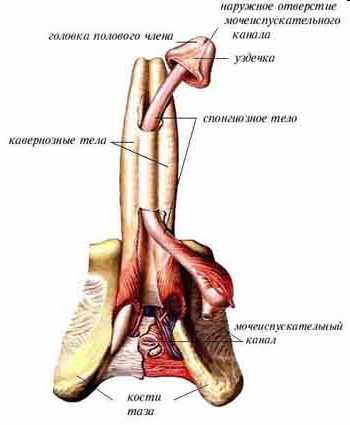 наружное отверстие
мочеиспускательного
канала
головка полового члена
уздечка
спонгиозное тело
кавернозные тела
мочеиспускательный
канал
кости
таза